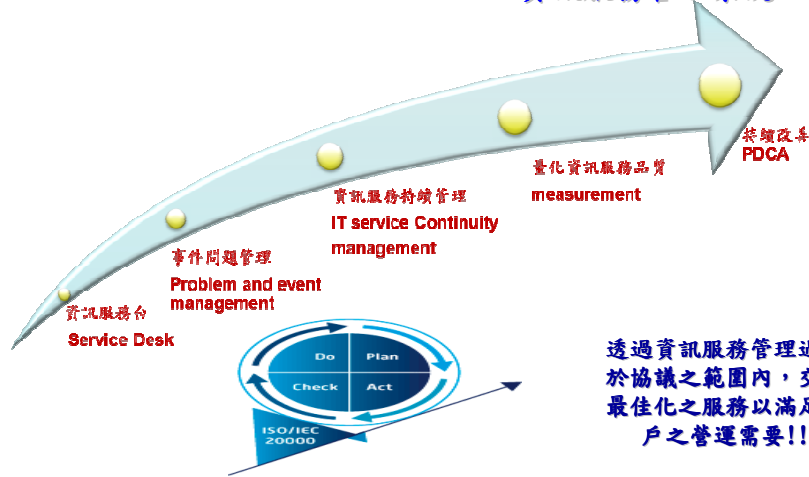 持續改善
PDCA
量化資訊服務品質
measurement
資訊服務持續管理
IT service Continuity
management
事件問題管理
Problem and event
management
資訊服務台
Service Desk
Do
Plan
Check
Act
ISO/IEC
20000
透過資訊服務管理
於協議之範圍內，
最佳化之服務以滿足
戶之營運需要!!